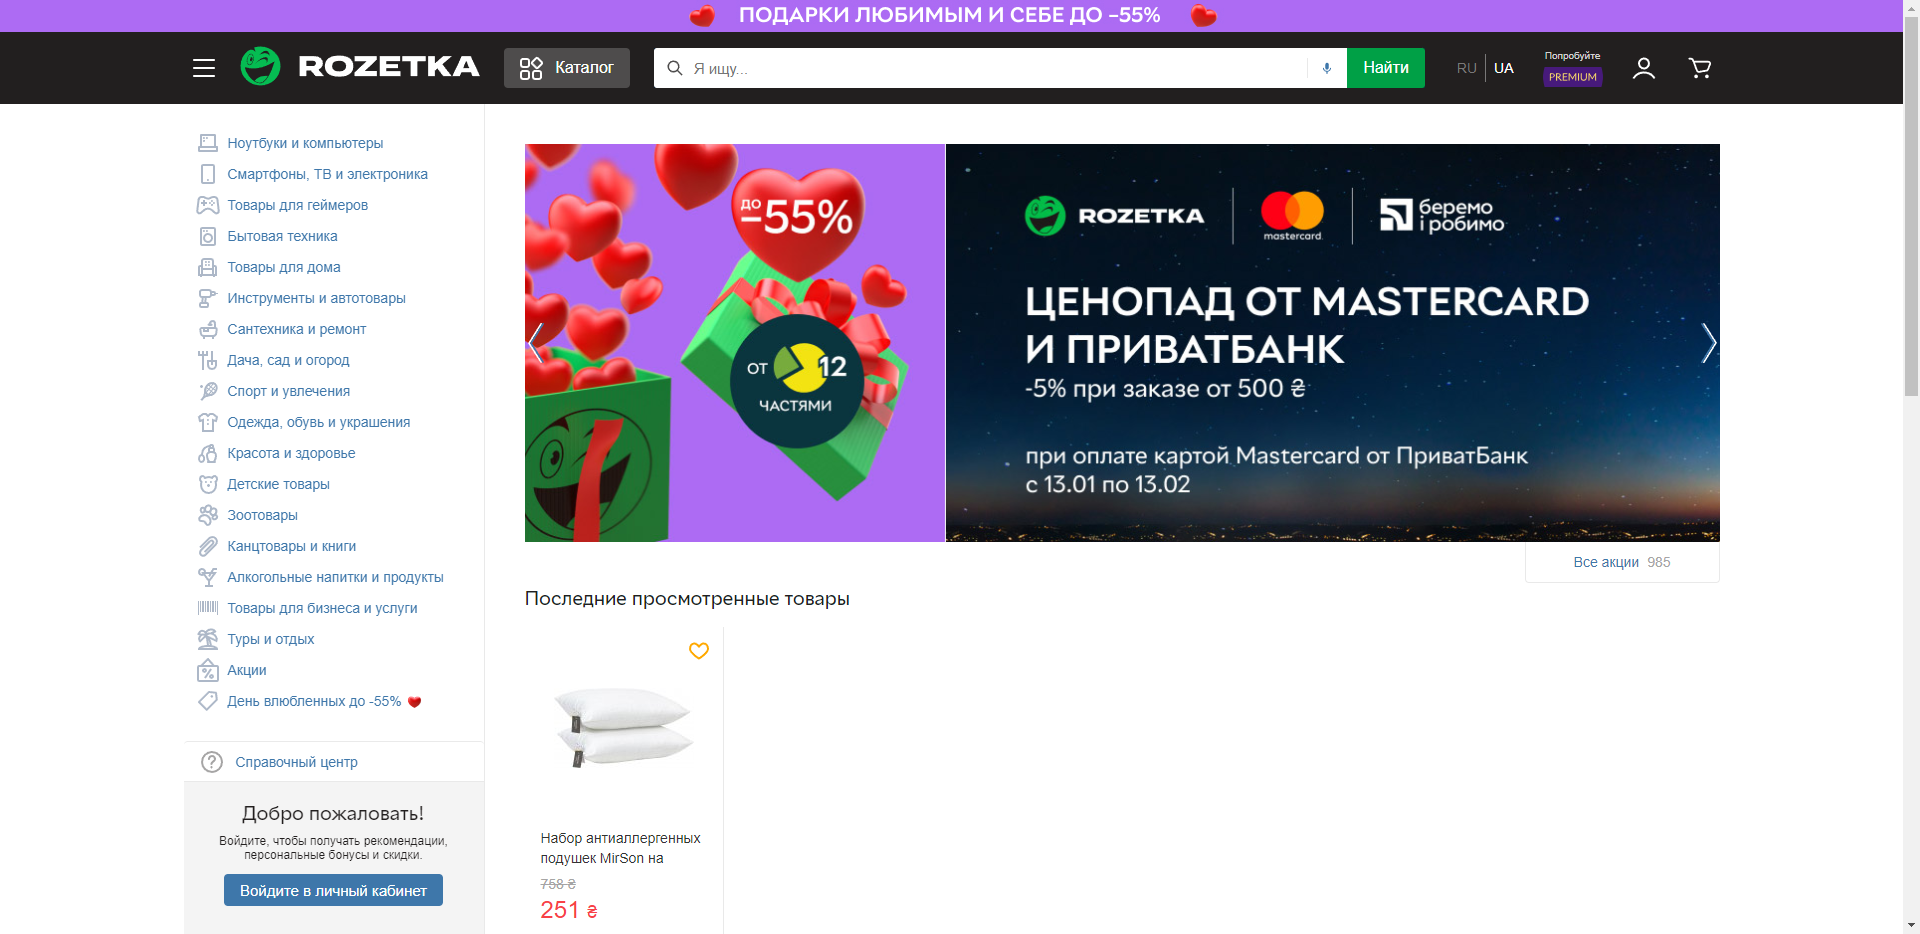 ПОДАРКИ ЛЮБИМЫМ И СЕБЕ ДО −55%
ROZETKA
Каталог
Я ищу...
Найти
RU
UA
Попробуйте
PREMIUM
Ноутбуки и компьютеры
Смартфоны, ТВ и электроника
Товары для геймеров
Бытовая техника
Товары для дома
Инструменты и автотовары
Сантехника и ремонт
Дача, сад и огород
Спорт и увлечения
Одежда, обувь и украшения
Красота и здоровье
Детские товары
Зоотовары
Канцтовары и книги
Алкогольные напитки и продукты
Товары для бизнеса и услуги
Туры и отдых
Акции
День влюбленных до -55%
Справочный центр
Добро пожаловать!
Войдите, чтобы получать рекомендации,
персональные бонусы и скидки.
Войдите в личный кабинет
ДО
−55%
ОТ 12
ЧАСТЯМИ
ROZETKA
mastercard.
беремо
і робимо
ЦЕНОПАД ОТ MASTERCARD
И ПРИВАТБАНК
-5% при заказе от 500 ₴
при оплате картой Mastercard от ПриватБанк
с 13.01 по 13.02
Все акции 985
Последние просмотренные товары
Набор антиаллергенных
подушек MirSon на
758 ₴
251 ₴